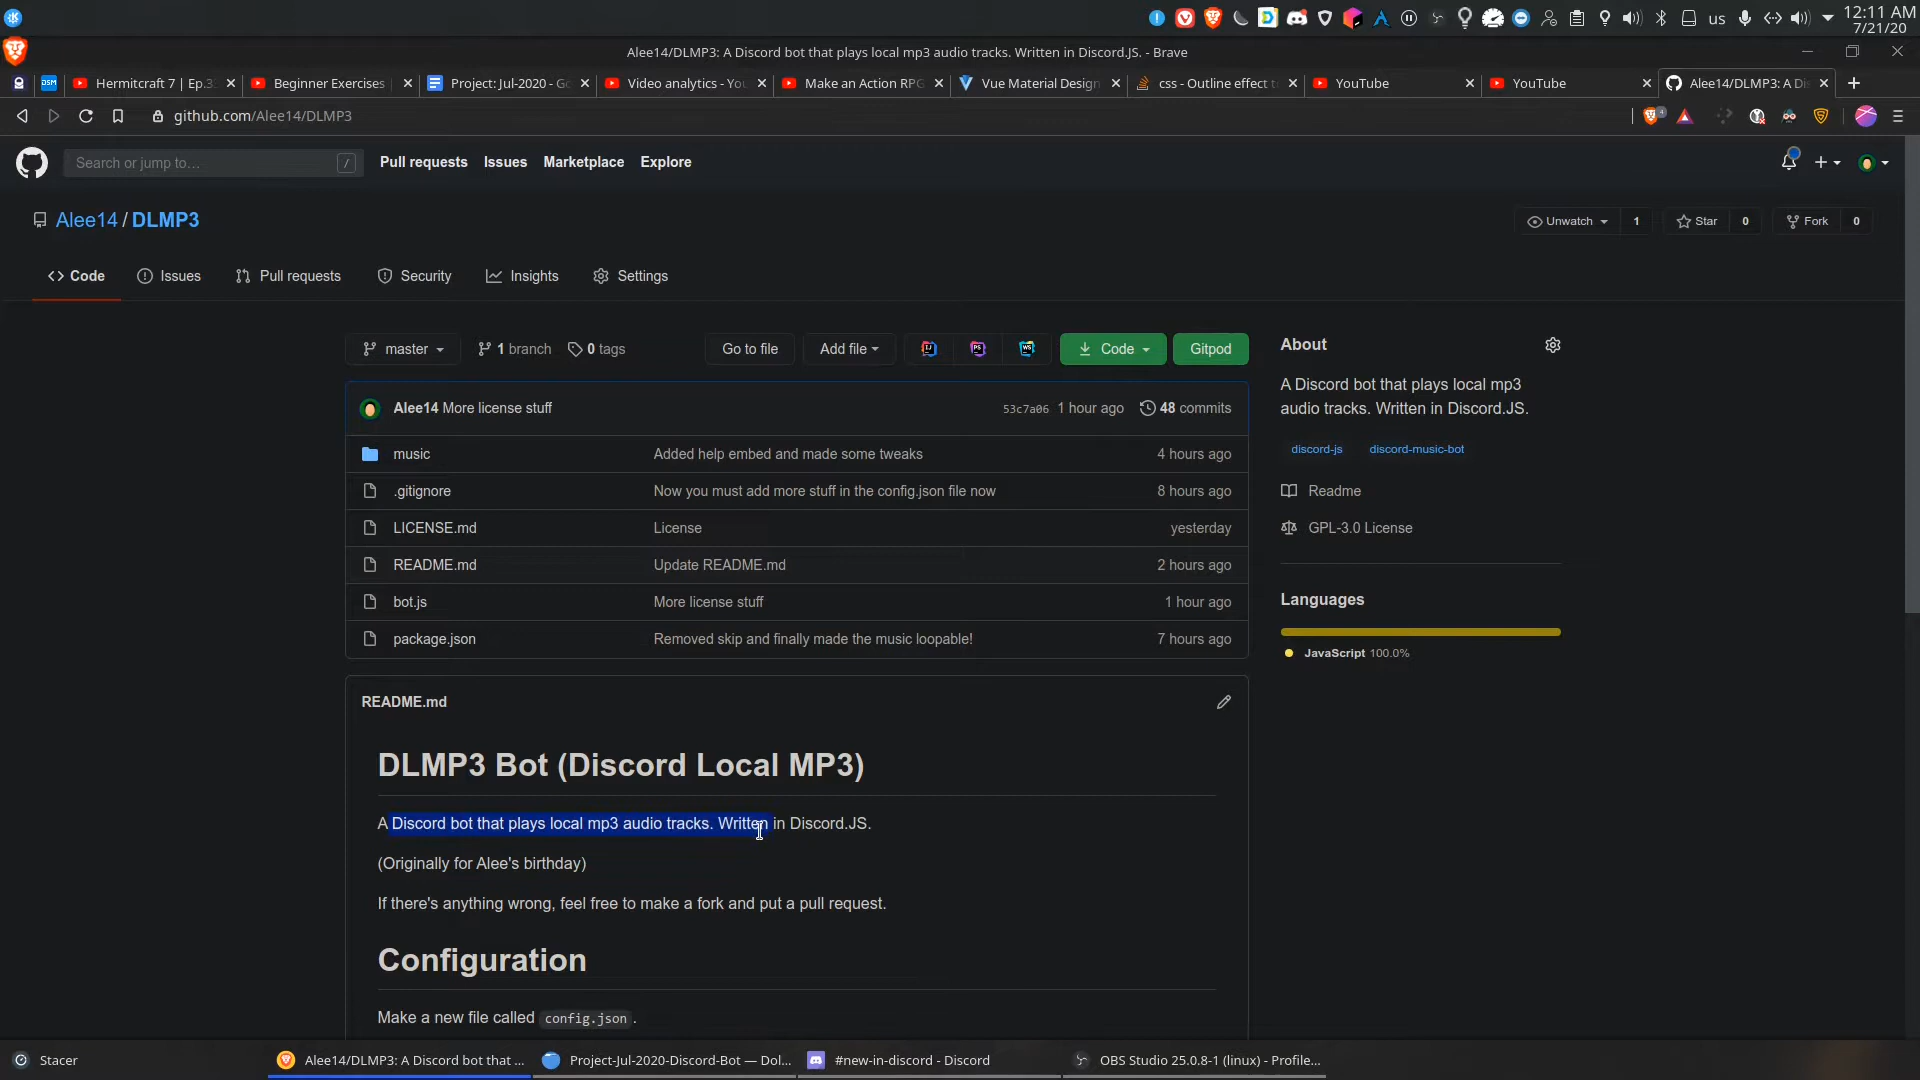 us
12:11 AM
7/21/20
Alee14/DLMP3: A Discord bot that plays local mp3 audio tracks. Written in Discord.JS. - Brave
Hermitcraft 7 | Ep.3
Beginner Exercises
Project: Jul-2020 - Go
Video analytics - You
Make an Action RPG
Vue Material Design
css - Outline effect t
YouTube
YouTube
Alee14/DLMP3: A Di
github.com/Alee14/DLMP3
Search or jump to…
/
Pull requests
Issues
Marketplace
Explore
Alee14 / DLMP3
Unwatch 1
Star 0
Fork 0
Code
Issues
Pull requests
Security
Insights
Settings
master
1 branch
0 tags
Go to file
Add file
Code
Gitpod
Alee14 More license stuff 53c7a06 1 hour ago 48 commits
music Added help embed and made some tweaks 4 hours ago
.gitignore Now you must add more stuff in the config.json file now 8 hours ago
LICENSE.md License yesterday
README.md Update README.md 2 hours ago
bot.js More license stuff 1 hour ago
package.json Removed skip and finally made the music loopable! 7 hours ago
About
A Discord bot that plays local mp3
audio tracks. Written in Discord.JS.
discord-js discord-music-bot
Readme
GPL-3.0 License
Languages
JavaScript 100.0%
README.md
DLMP3 Bot (Discord Local MP3)
A Discord bot that plays local mp3 audio tracks. Written in Discord.JS.
(Originally for Alee's birthday)
If there's anything wrong, feel free to make a fork and put a pull request.
Configuration
Make a new file called config.json.
Stacer
Alee14/DLMP3: A Discord bot that ...
Project-Jul-2020-Discord-Bot — Dol...
#new-in-discord - Discord
OBS Studio 25.0.8-1 (linux) - Profile...